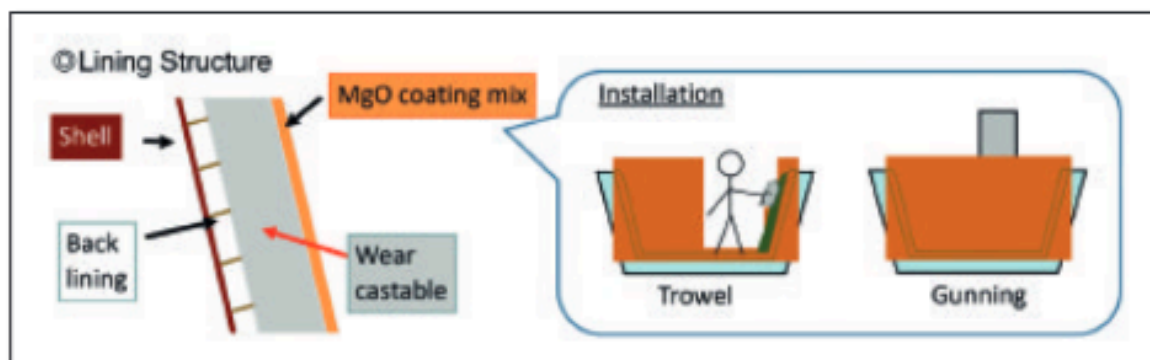 ◎Lining Structure
MgO coating mix
Shell
Back
lining
Wear
castable
Installation
Trowel
Gunning